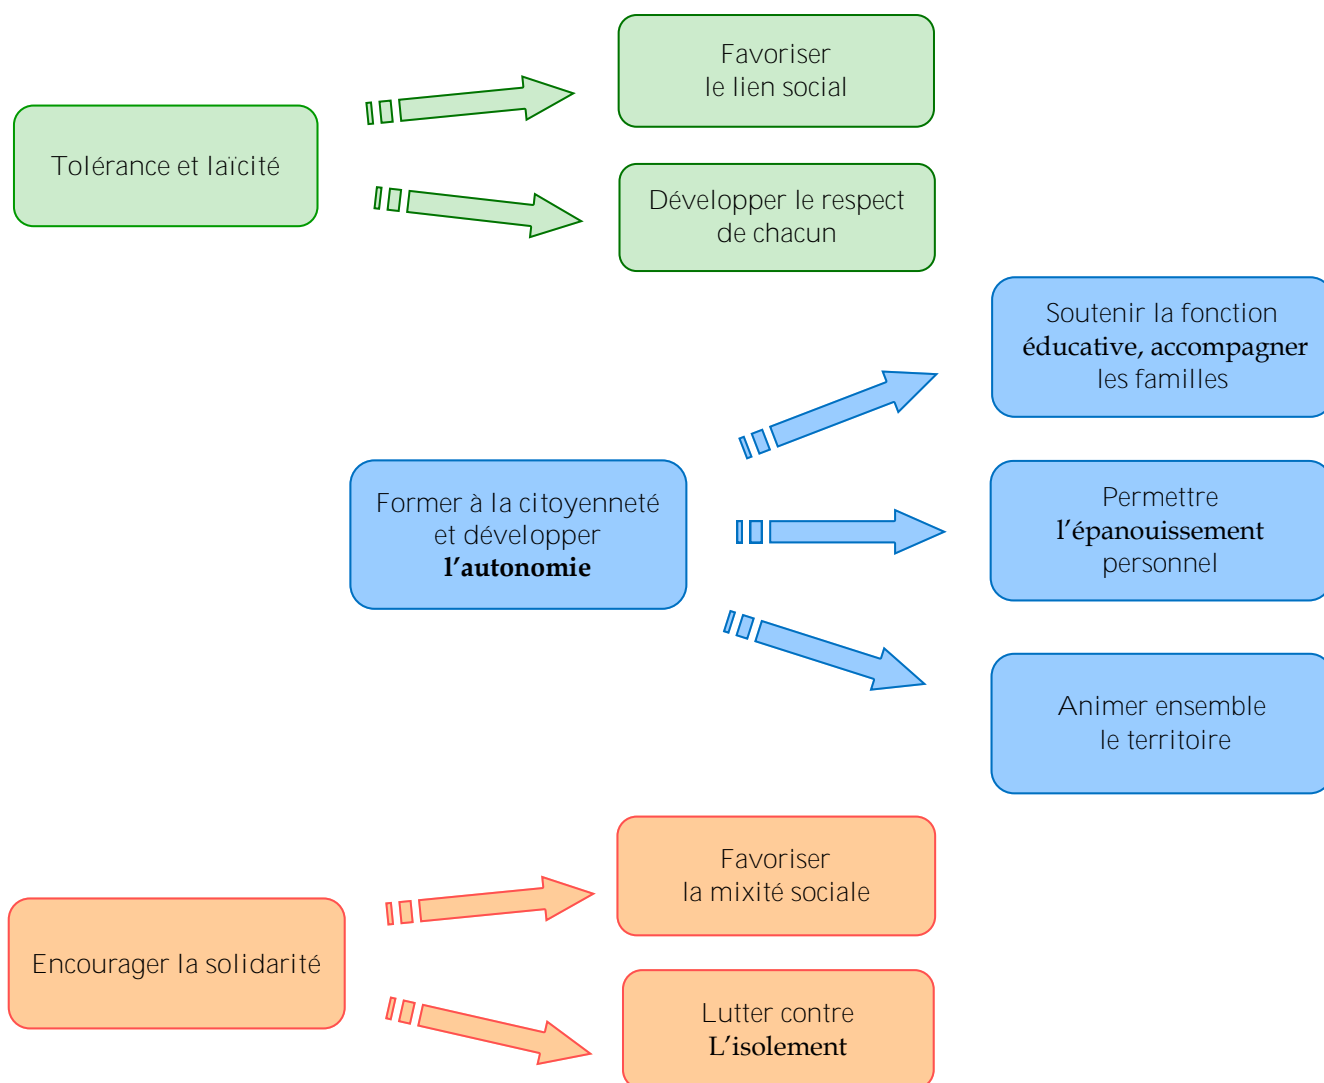 Favoriser
le lien social
Tolérance et laïcité
Développer le respect
de chacun
Soutenir la fonction
éducative, accompagner
les familles
Former à la citoyenneté
et développer
l’autonomie
Permettre
l’épanouissement
personnel
Animer ensemble
le territoire
Favoriser
la mixité sociale
Encourager la solidarité
Lutter contre
L’isolement